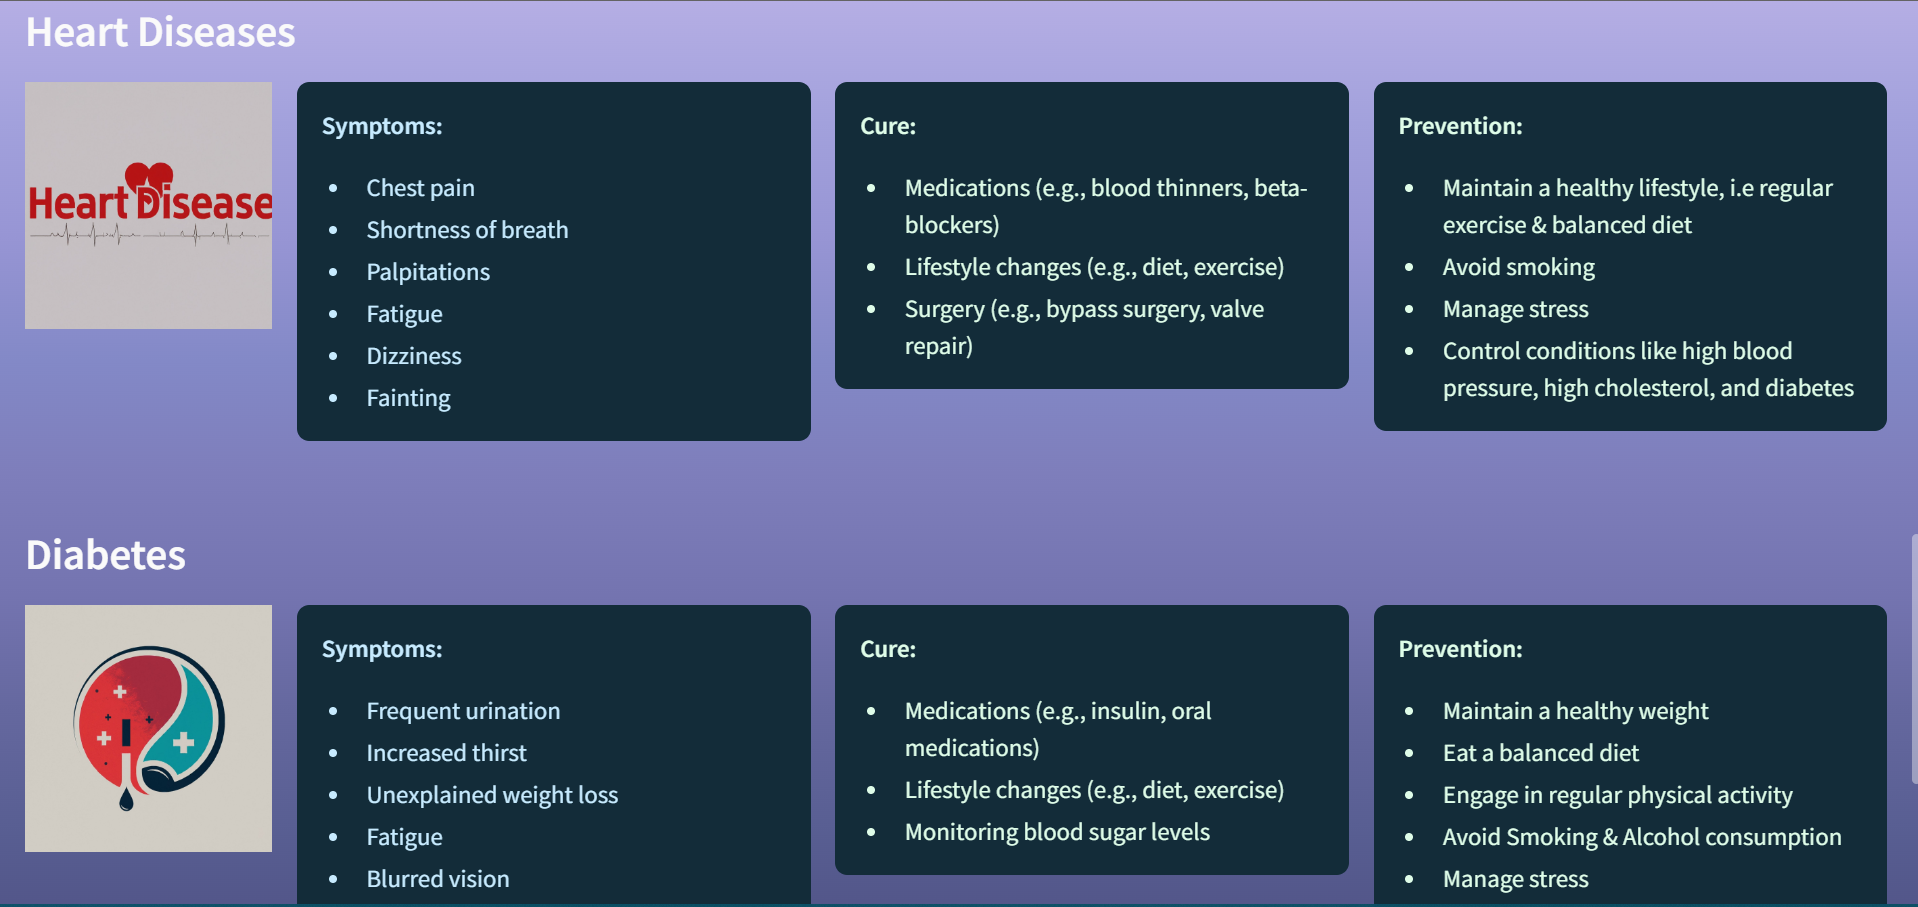 Heart Diseases
Heart Disease
Symptoms:
Chest pain
Shortness of breath
Palpitations
Fatigue
Dizziness
Fainting
Cure:
Medications (e.g., blood thinners, beta-
blockers)
Lifestyle changes (e.g., diet, exercise)
Surgery (e.g., bypass surgery, valve
repair)
Prevention:
Maintain a healthy lifestyle, i.e regular
exercise & balanced diet
Avoid smoking
Manage stress
Control conditions like high blood
pressure, high cholesterol, and diabetes
Diabetes
Symptoms:
Frequent urination
Increased thirst
Unexplained weight loss
Fatigue
Blurred vision
Cure:
Medications (e.g., insulin, oral
medications)
Lifestyle changes (e.g., diet, exercise)
Monitoring blood sugar levels
Prevention:
Maintain a healthy weight
Eat a balanced diet
Engage in regular physical activity
Avoid Smoking & Alcohol consumption
Manage stress